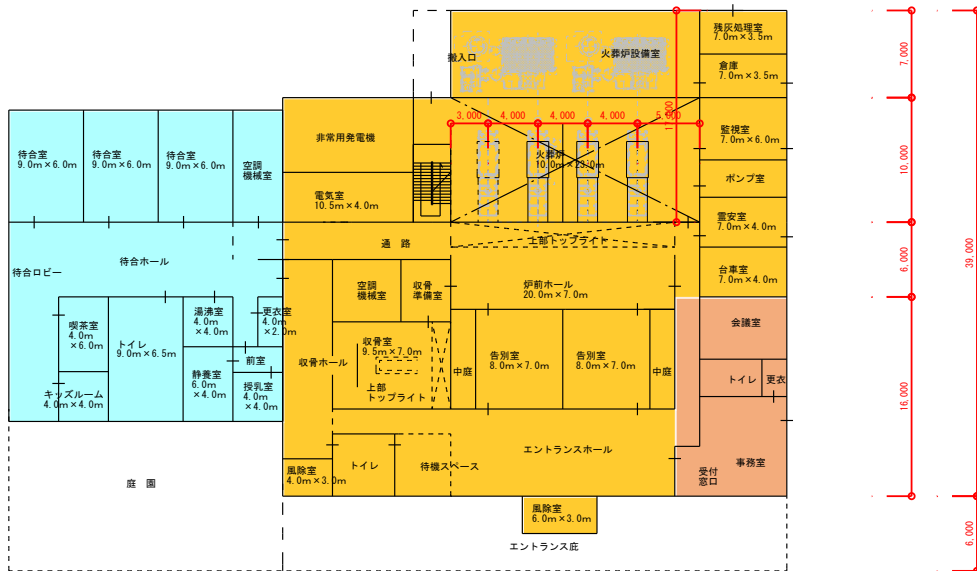 残灰処理室
7.0m×3.5m
搬入口
火葬炉設備室
倉庫
7.0m×3.5m
7,000
3,000
4,000
4,000
4,000
5,000
17,000
待合室
9.0m×6.0m
待合室
9.0m×6.0m
待合室
9.0m×6.0m
空調
機械室
非常用発電機
電気室
10.5m×4.0m
火葬炉
10.0m×23.0m
監視室
7.0m×6.0m
ポンプ室
霊安室
7.0m×4.0m
10,000
待合ロビー
待合ホール
通 路
上部トップライト
台車室
7.0m×4.0m
6,000
39,000
空調
機械室
収骨
準備室
炉前ホール
20.0m×7.0m
喫茶室
4.0m
×6.0m
トイレ
9.0m×6.5m
湯沸室
4.0m
×4.0m
更衣室
4.0m
×2.0m
前室
静養室
6.0m
×4.0m
授乳室
4.0m
×4.0m
キッズルーム
4.0m×4.0m
収骨ホール
収骨室
9.5m×7.0m
上部
トップライト
中庭
告別室
8.0m×7.0m
告別室
8.0m×7.0m
中庭
会議室
トイレ
更衣
16,000
エントランスホール
風除室
4.0m×3.0m
トイレ
待機スペース
受付
窓口
事務室
庭 園
風除室
6.0m×3.0m
エントランス庇
6,000